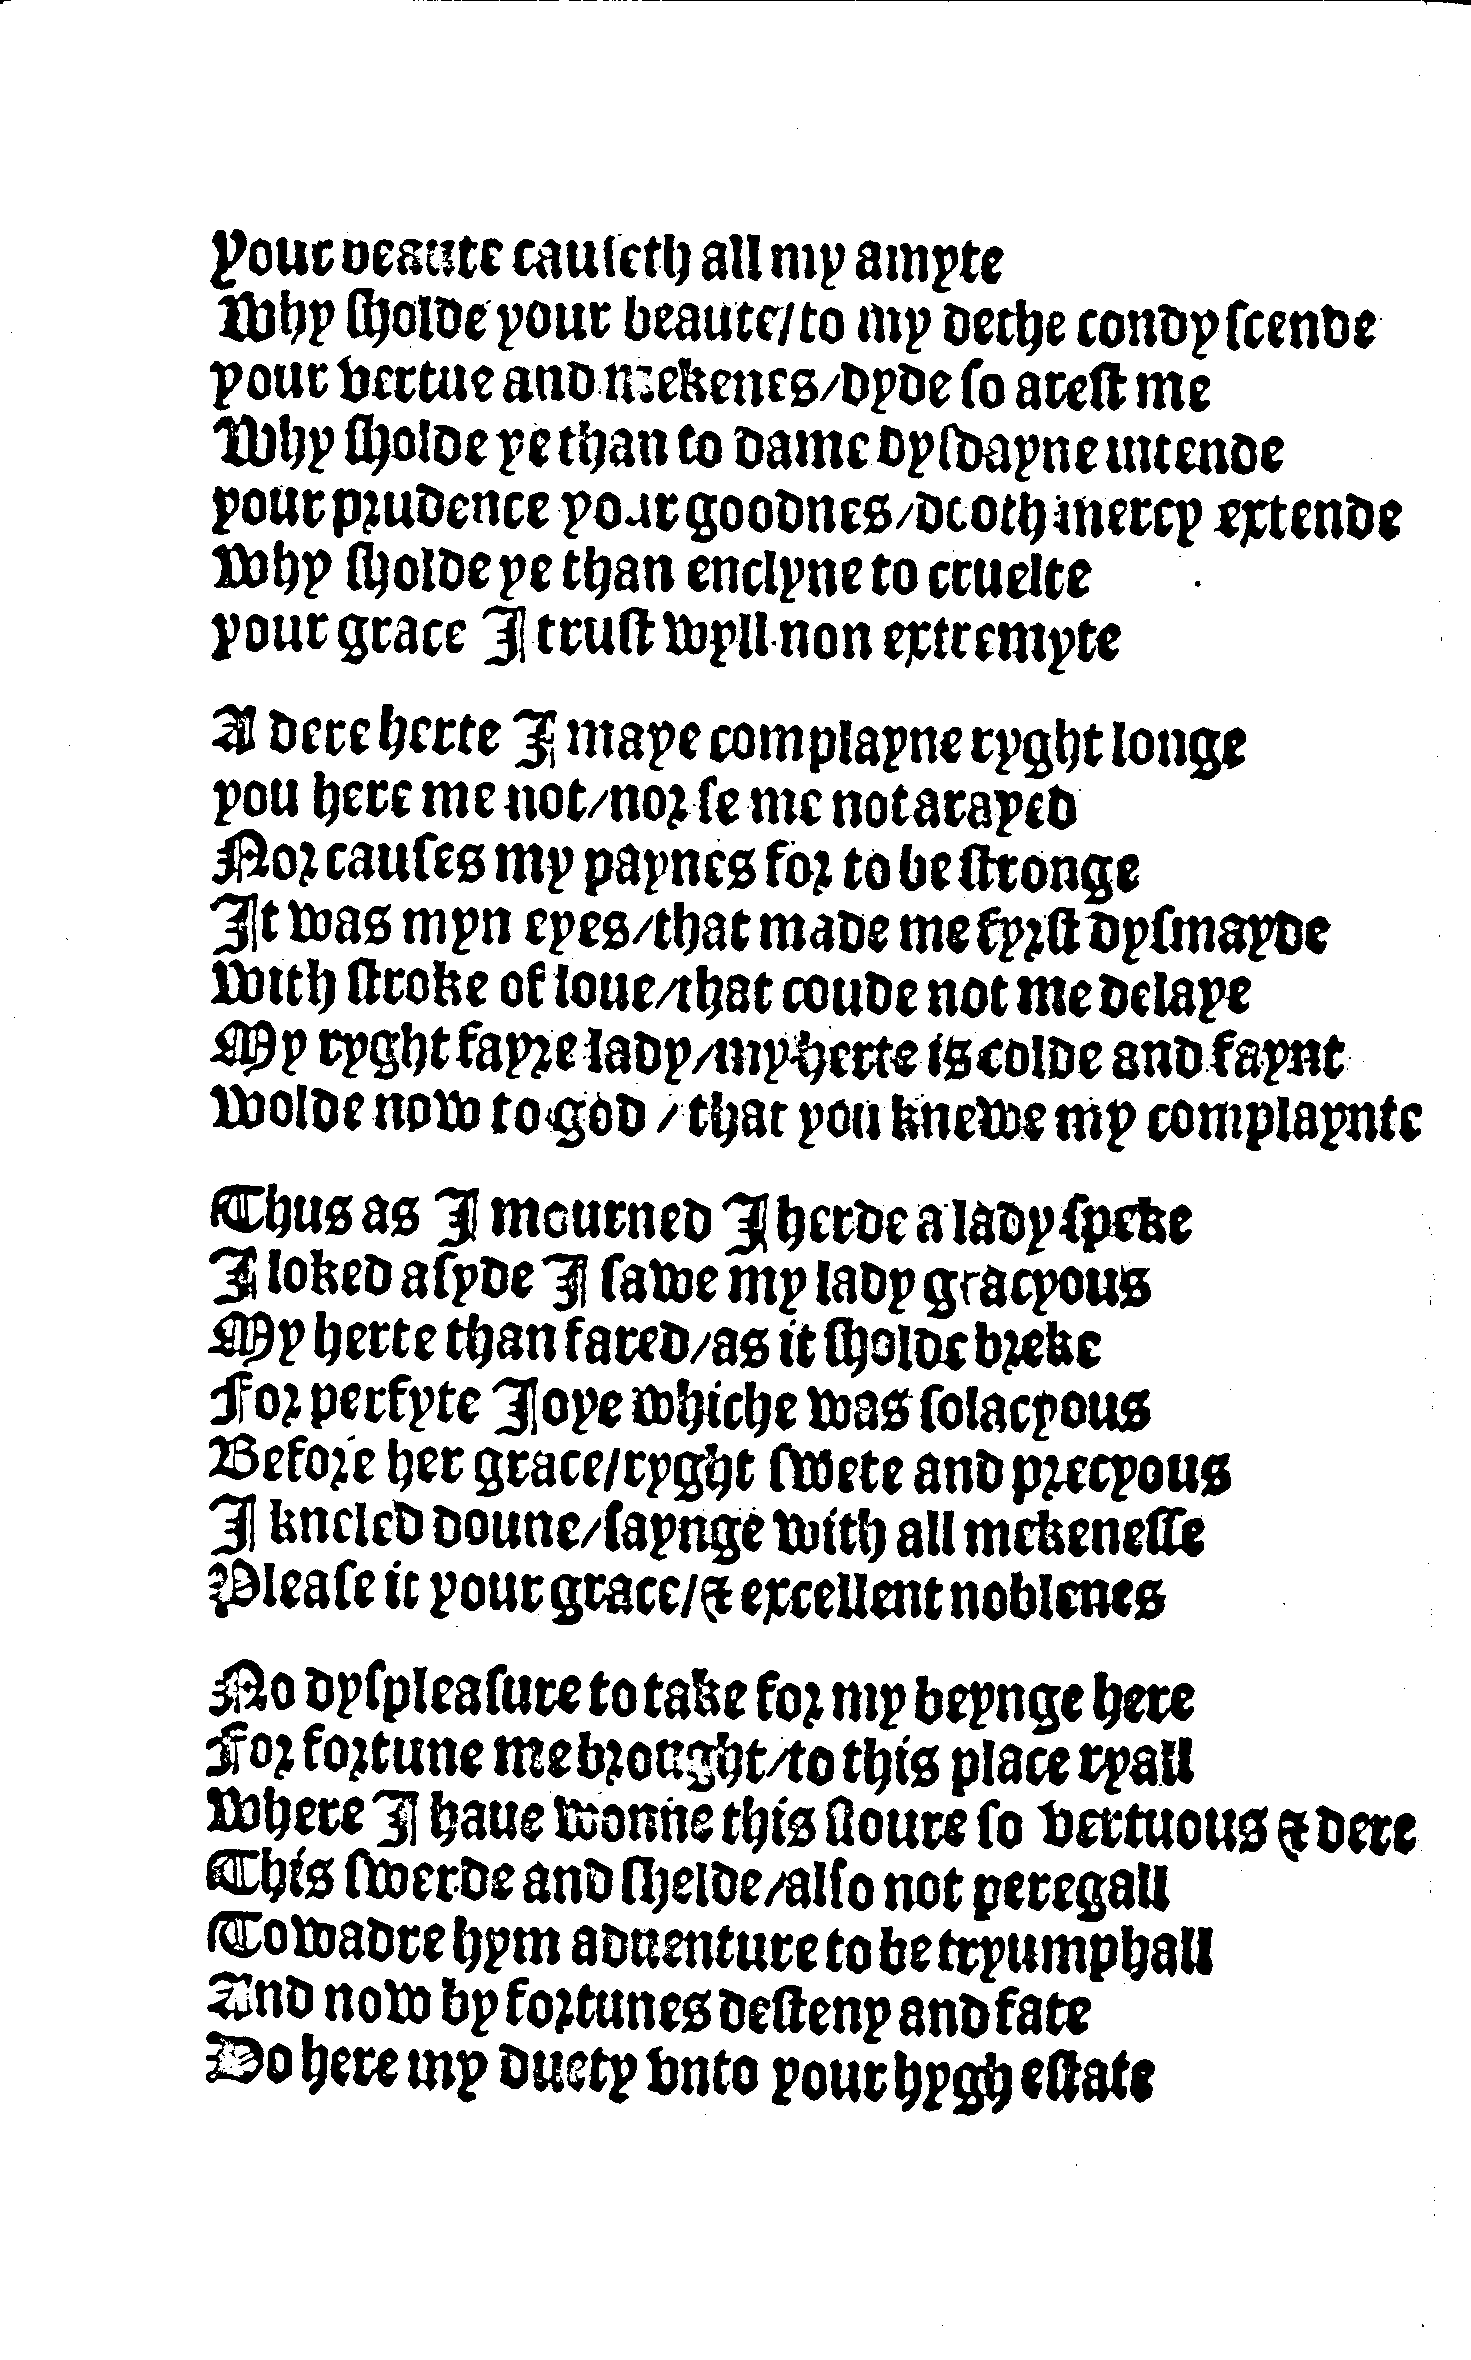 your beaute cauſeth all my amyte
Why ſholde your beaute/to my dethe condyſcende
your vertue and mekenes/dyde ſo areſt me
Why ſholde ye than to dame dyſdayne intende
your prudence your goodnes/dooth mercy extende
Why ſholde ye than enclyne to cruelte
your grace I truſt wyll non extremyte

A dere herte I maye complayne ryght longe
you here me not/nor ſe me not arayed
Nor cauſes my paynes for to be ſtronge
It was myn eyes/that made me fyrſt dyſmayde
With ſtroke of loue/that coude not me delaye
My ryght fayre lady/my herte is colde and faynt
Wolde now to god/that you knewe my complaynte

Thus as I mourned I herde a lady ſpeke
I loked aſyde I ſawe my lady gracyous
My herte than fared/as it ſholde breke
For perfyte Joye whiche was ſolacyous
Before her grace/ryght ſwete and precyous
I kneled doune/ſaynge with all mekeneſſe
Pleaſe it your grace/& excellent noblenes

No dyſpleaſure to take for my beynge here
For fortune me brought/to this place ryall
Where I haue wonne this floure ſo vertuous & dere
This ſwerde and ſhelde/alſo not peregall
Towadre hym aduenture to be tryumphall
And now by fortunes deſteny and fate
Do here my duety vnto your hygh eſtate